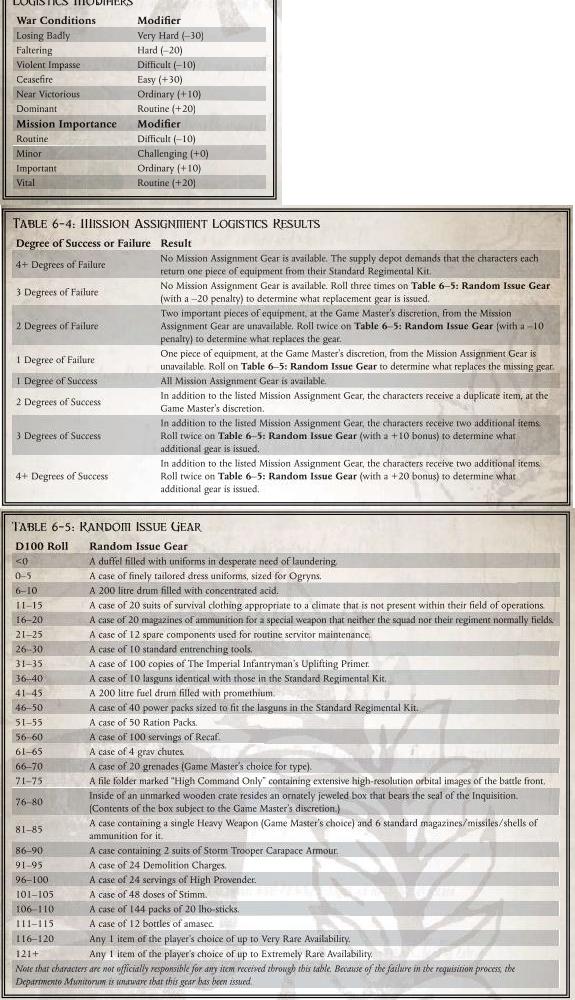 LOGISTICS MODIFIERS
War Conditions Modifier
Losing Badly Very Hard (–30)
Faltering Hard (–20)
Violent Impasse Difficult (–10)
Ceasefire Easy (+30)
Near Victorious Ordinary (+10)
Dominant Routine (+20)
Mission Importance Modifier
Routine Difficult (–10)
Minor Challenging (+0)
Important Ordinary (+10)
Vital Routine (+20)
TABLE 6-4: MISSION ASSIGNMENT LOGISTICS RESULTS
Degree of Success or Failure Result
4+ Degrees of Failure No Mission Assignment Gear is available. The supply depot demands that the characters each
return one piece of equipment from their Standard Regimental Kit.
3 Degrees of Failure No Mission Assignment Gear is available. Roll three times on Table 6–5: Random Issue Gear
(with a –20 penalty) to determine what replacement gear is issued.
2 Degrees of Failure Two important pieces of equipment, at the Game Master's discretion, from the Mission
Assignment Gear are unavailable. Roll twice on Table 6–5: Random Issue Gear (with a –10
penalty) to determine what replaces the gear.
1 Degree of Failure One piece of equipment, at the Game Master's discretion, from the Mission Assignment Gear is
unavailable. Roll on Table 6–5: Random Issue Gear to determine what replaces the missing gear.
1 Degree of Success All Mission Assignment Gear is available.
2 Degrees of Success In addition to the listed Mission Assignment Gear, the characters receive a duplicate item, at the
Game Master's discretion.
3 Degrees of Success In addition to the listed Mission Assignment Gear, the characters receive two additional items.
Roll twice on Table 6–5: Random Issue Gear (with a +10 bonus) to determine what
additional gear is issued.
4+ Degrees of Success In addition to the listed Mission Assignment Gear, the characters receive two additional items.
Roll twice on Table 6–5: Random Issue Gear (with a +20 bonus) to determine what
additional gear is issued.
TABLE 6-5: RANDOM ISSUE GEAR
D100 Roll Random Issue Gear
<0 A duffel filled with uniforms in desperate need of laundering.
0–5 A case of finely tailored dress uniforms, sized for Ogryns.
6–10 A 200 litre drum filled with concentrated acid.
11–15 A case of 20 suits of survival clothing appropriate to a climate that is not present within their field of operations.
16–20 A case of 20 magazines of ammunition for a special weapon that neither the squad nor their regiment normally fields.
21–25 A case of 12 spare components used for routine servitor maintenance.
26–30 A case of 10 standard entrenching tools.
31–35 A case of 100 copies of The Imperial Infantryman's Uplifting Primer.
36–40 A case of 10 lasguns identical with those in the Standard Regimental Kit.
41–45 A 200 litre fuel drum filled with promethium.
46–50 A case of 40 power packs sized to fit the lasguns in the Standard Regimental Kit.
51–55 A case of 50 Ration Packs.
56–60 A case of 100 servings of Recaf.
61–65 A case of 4 grav chutes.
66–70 A case of 20 grenades (Game Master's choice for type).
71–75 A file folder marked "High Command Only" containing extensive high-resolution orbital images of the battle front.
76–80 Inside of an unmarked wooden crate resides an ornately jeweled box that bears the seal of the Inquisition.
(Contents of the box subject to the Game Master's discretion.)
81–85 A case containing a single Heavy Weapon (Game Master's choice) and 6 standard magazines/missiles/shells of
ammunition for it.
86–90 A case containing 2 suits of Storm Trooper Carapace Armour.
91–95 A case of 24 Demolition Charges.
96–100 A case of 24 servings of High Provender.
101–105 A case of 48 doses of Stimm.
106–110 A case of 144 packs of 20 lho-sticks.
111–115 A case of 12 bottles of amasec.
116–120 Any 1 item of the player's choice of up to Very Rare Availability.
121+ Any 1 item of the player's choice of up to Extremely Rare Availability.
Note that characters are not officially responsible for any item received through this table. Because of the failure in the requisition process, the
Departmento Munitorum is unaware that this gear has been issued.